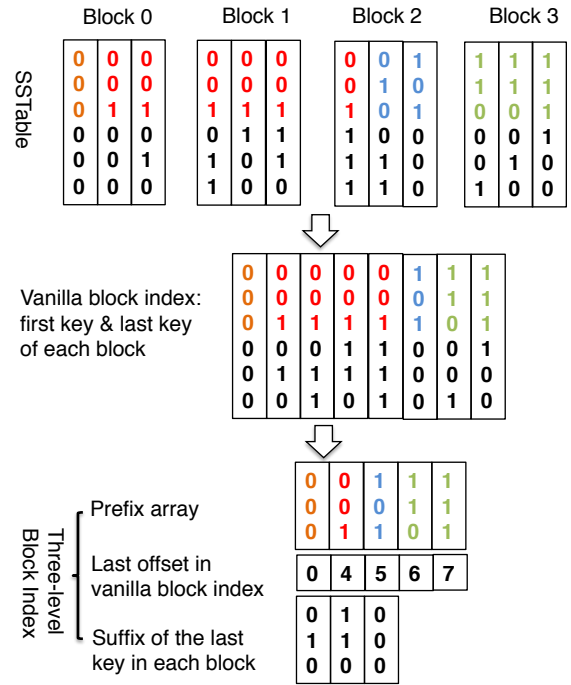 Block 0 Block 1 Block 2 Block 3
SSTable
0 0 0 0 0 0 0 0 1 1 1 1
0 0 0 0 0 0 0 1 0 1 1 1
0 1 1 1 1 1 1 0 1 0 0 1
0 0 0 0 1 1 1 0 0 0 0 1
0 0 1 1 0 1 1 1 0 0 1 0
0 0 0 1 0 0 1 1 0 1 0 0
Vanilla block index:
first key & last key
of each block
0 0 0 0 0 1 1 1
0 0 0 0 0 0 1 1
0 1 1 1 1 1 0 1
0 0 0 1 1 0 0 1
0 1 1 1 1 0 0 0
0 0 1 0 1 0 1 0
Three-level
Block Index
Prefix array
0 0 1 1 1
0 0 0 1 1
0 1 1 0 1
Last offset in
vanilla block index
0 4 5 6 7
Suffix of the last
key in each block
0 1 0
1 1 0
0 0 0